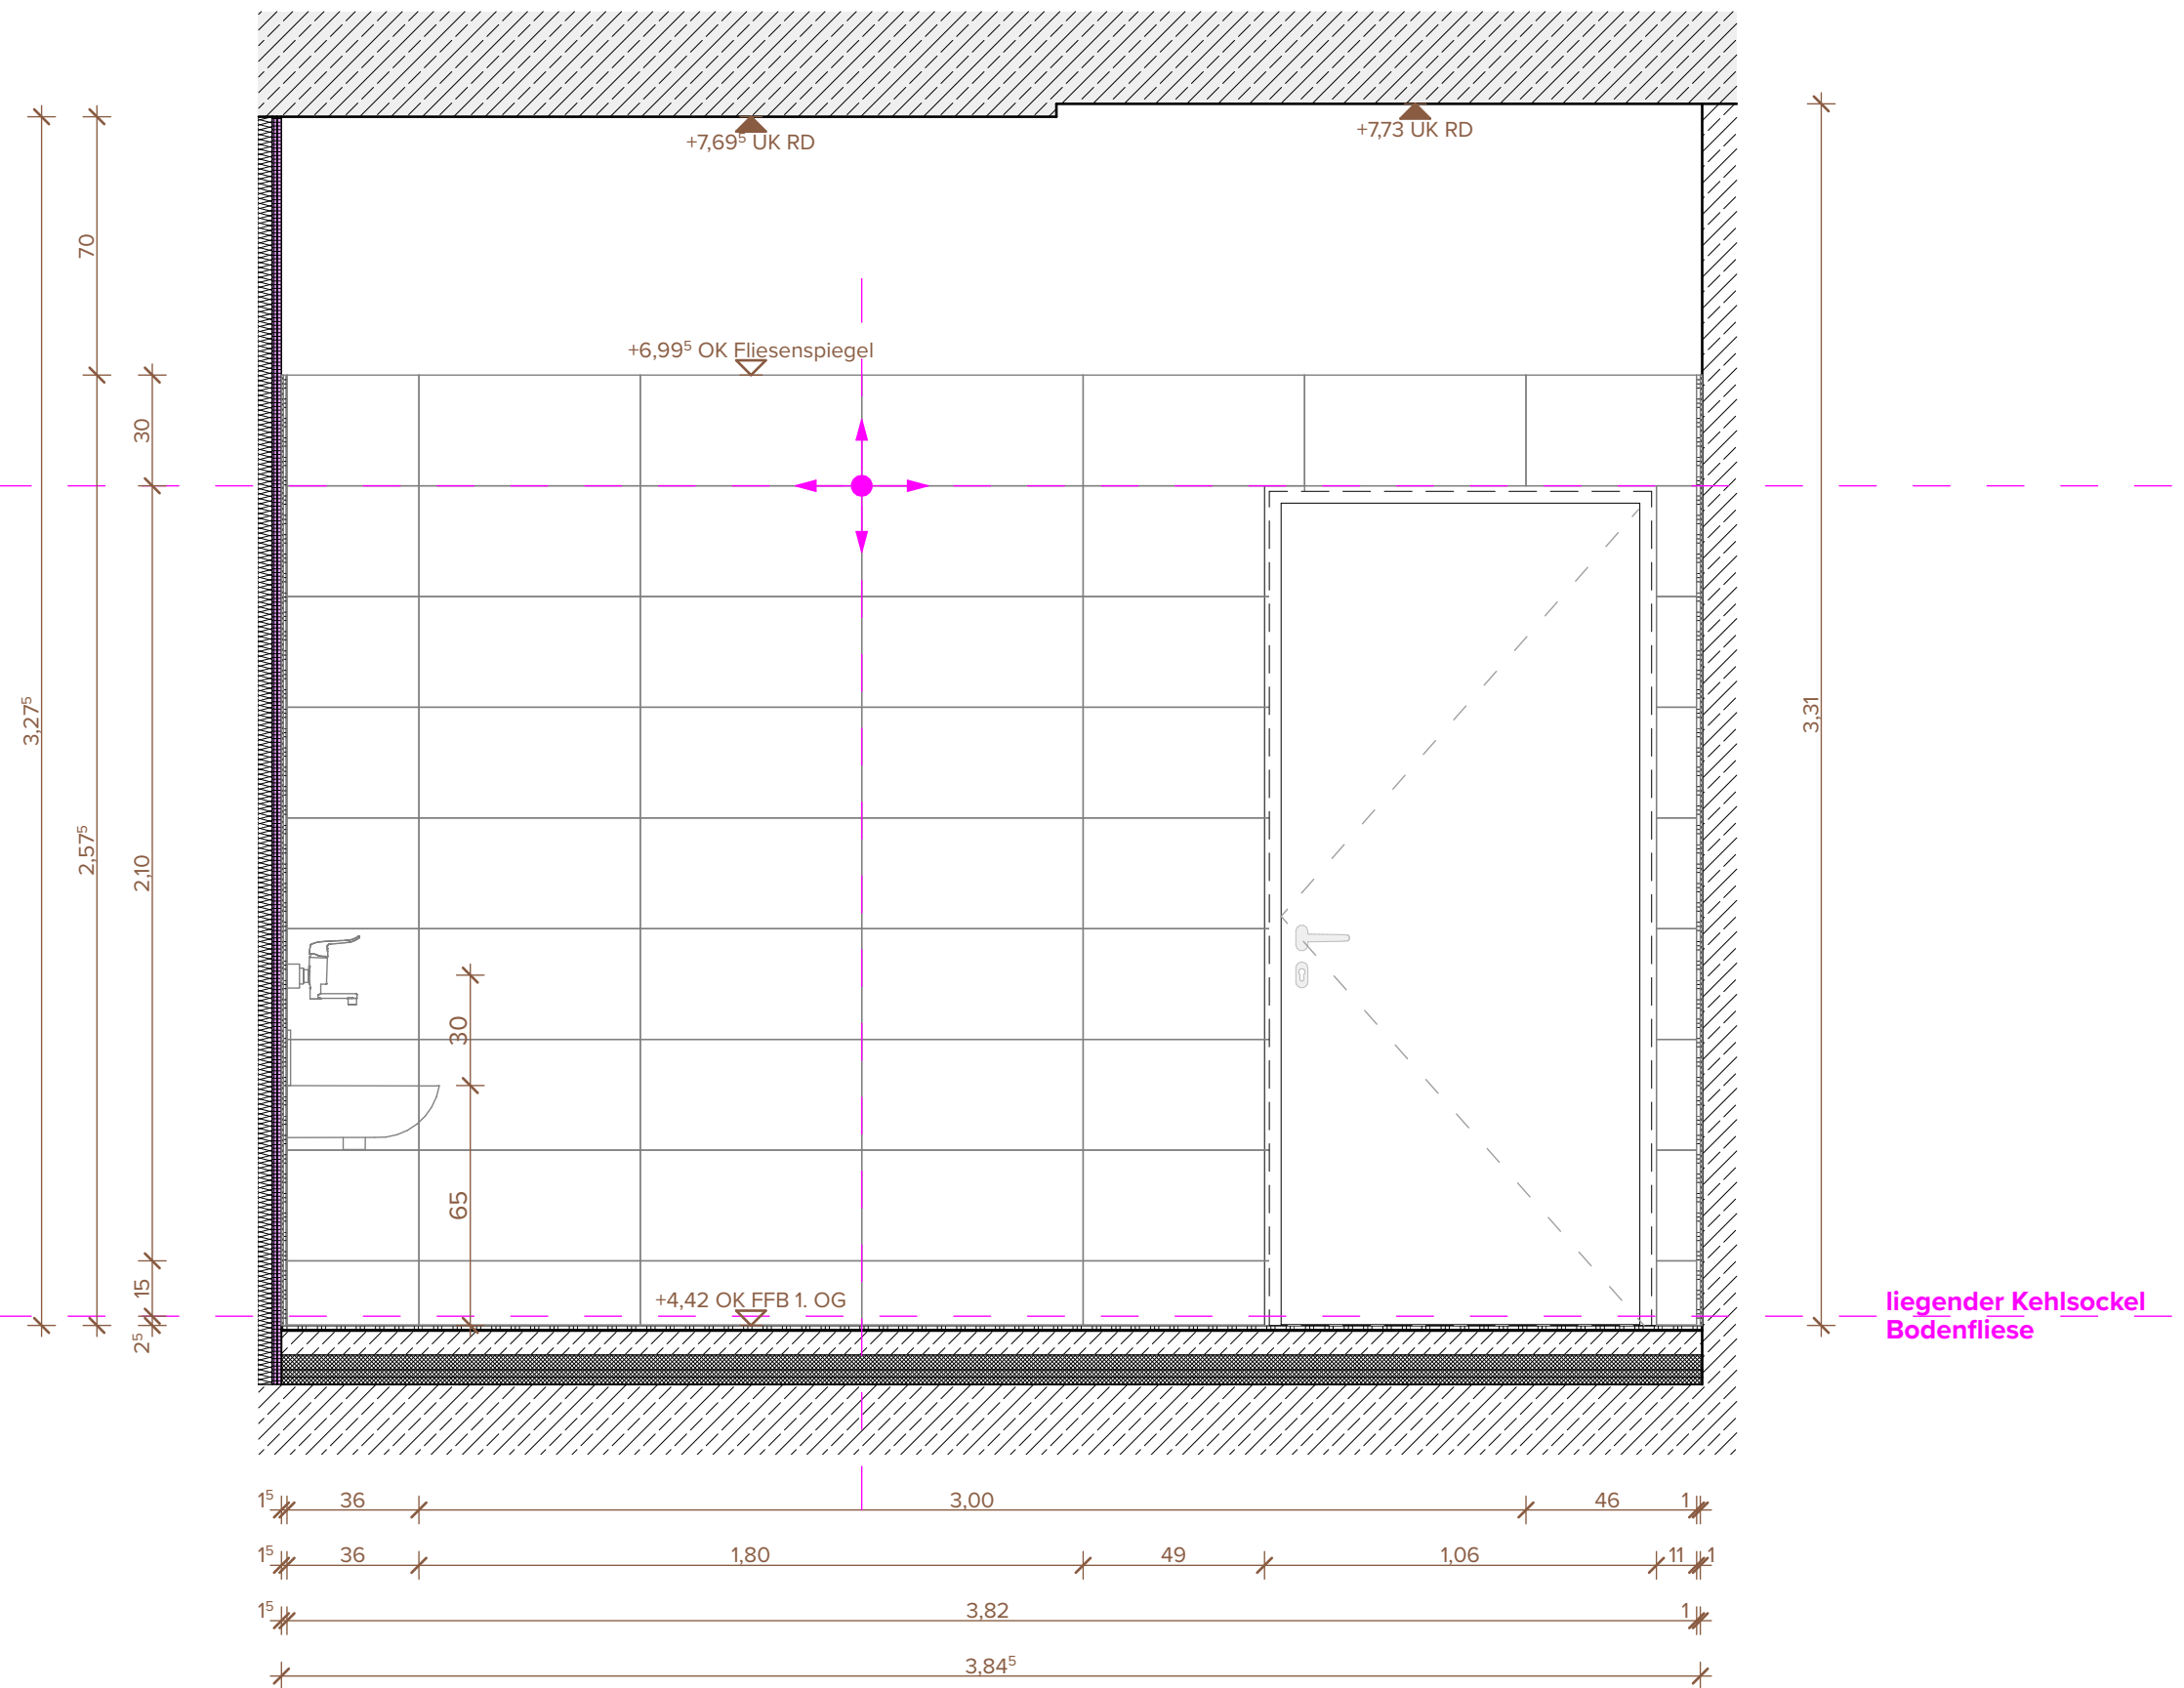 +7,69⁵ UK RD
+7,73 UK RD
70
+6,99⁵ OK Fliesenspiegel
30
3,27⁵
2,57⁵
2,10
3,31
30
65
15
2⁵
+4,42 OK FFB 1. OG
liegender Kehlsockel
Bodenfliese
1⁵ 36 3,00 46 1
1⁵ 36 1,80 49 1,06 11 1
1⁵ 3,82 1
3,84⁵